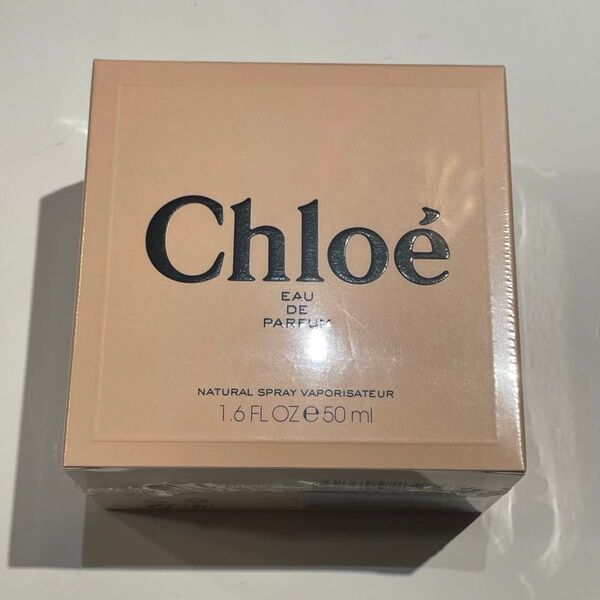 Chloé
EAU
DE
PARFUM
NATURAL SPRAY VAPORISATEUR
1.6 FL OZ ℮ 50 ml